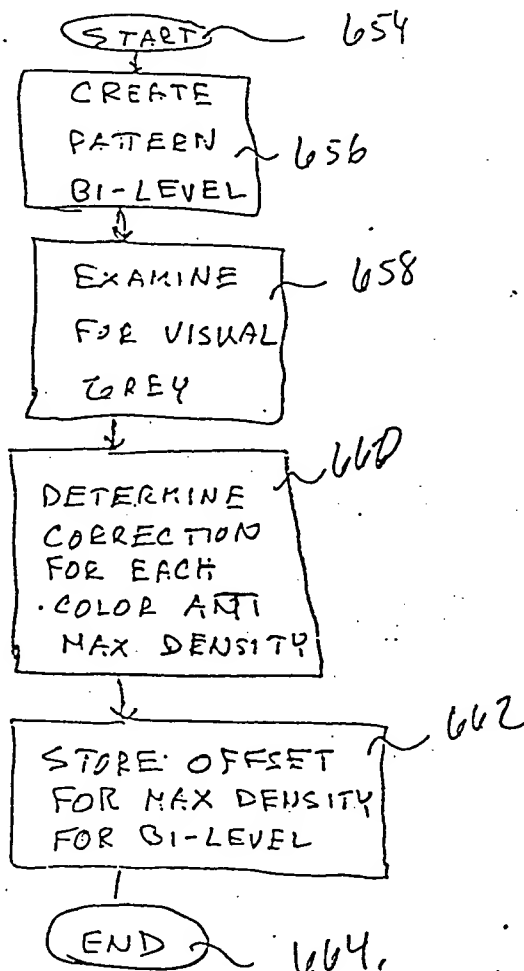 START 654
CREATE
PATTERN 656
BI-LEVEL
EXAMINE 658
FOR VISUAL
GREY
660
DETERMINE
CORRECTION
FOR EACH
COLOR ANT
MAX DENSITY
662
STORE OFFSET
FOR MAX DENSITY
FOR BI-LEVEL
END 664